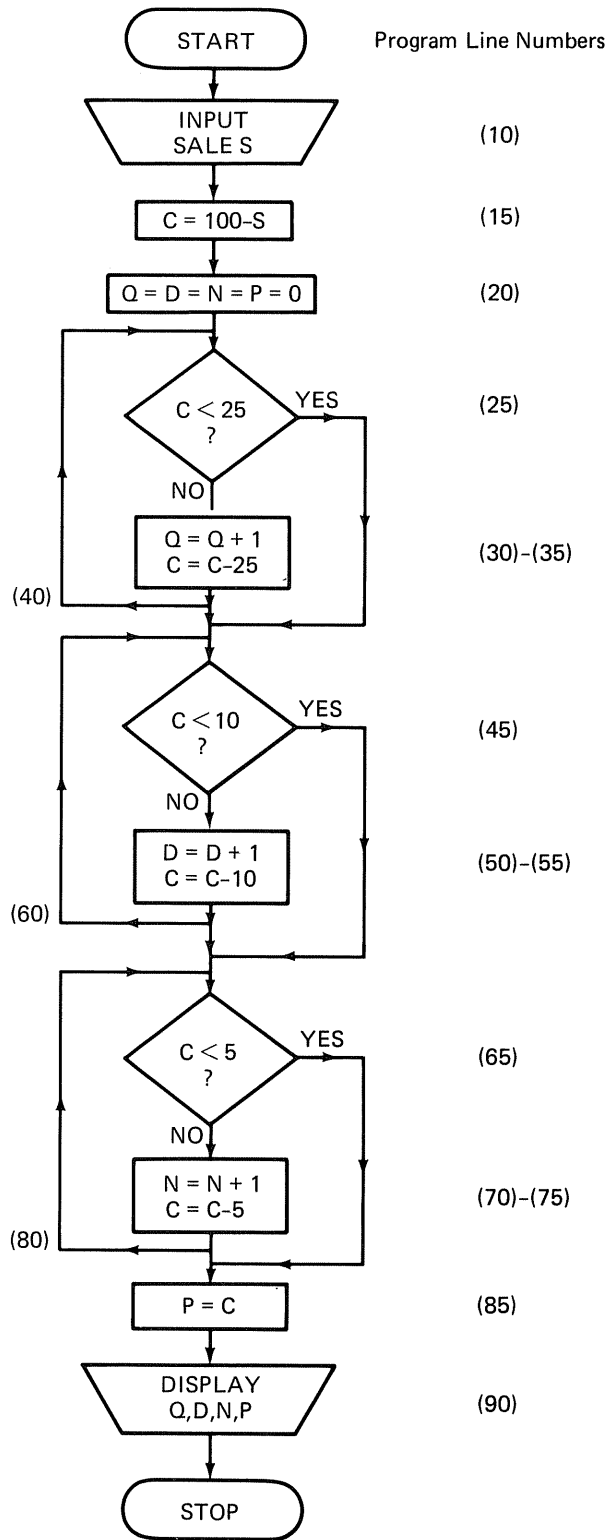 START
Program Line Numbers
INPUT
SALE S
(10)
C = 100–S
(15)
Q = D = N = P = 0
(20)
C < 25
?
YES
(25)
NO
Q = Q + 1
C = C–25
(30)–(35)
(40)
C < 10
?
YES
(45)
NO
D = D + 1
C = C–10
(50)–(55)
(60)
C < 5
?
YES
(65)
NO
N = N + 1
C = C–5
(70)–(75)
(80)
P = C
(85)
DISPLAY
Q,D,N,P
(90)
STOP